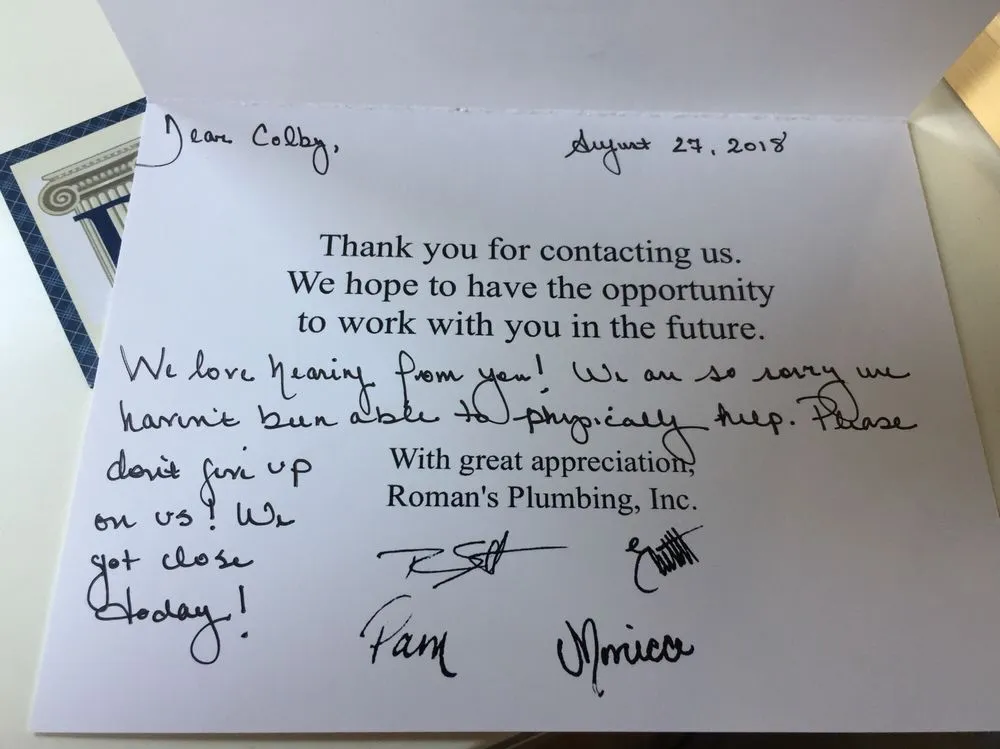 Dear Colby,
August 27, 2018
Thank you for contacting us.
We hope to have the opportunity
to work with you in the future.
We love hearing from you! We are so sorry we
haven't been able to physically help. Please
don't give up
on us! We
got close
today!
With great appreciation,
Roman's Plumbing, Inc.
Pam